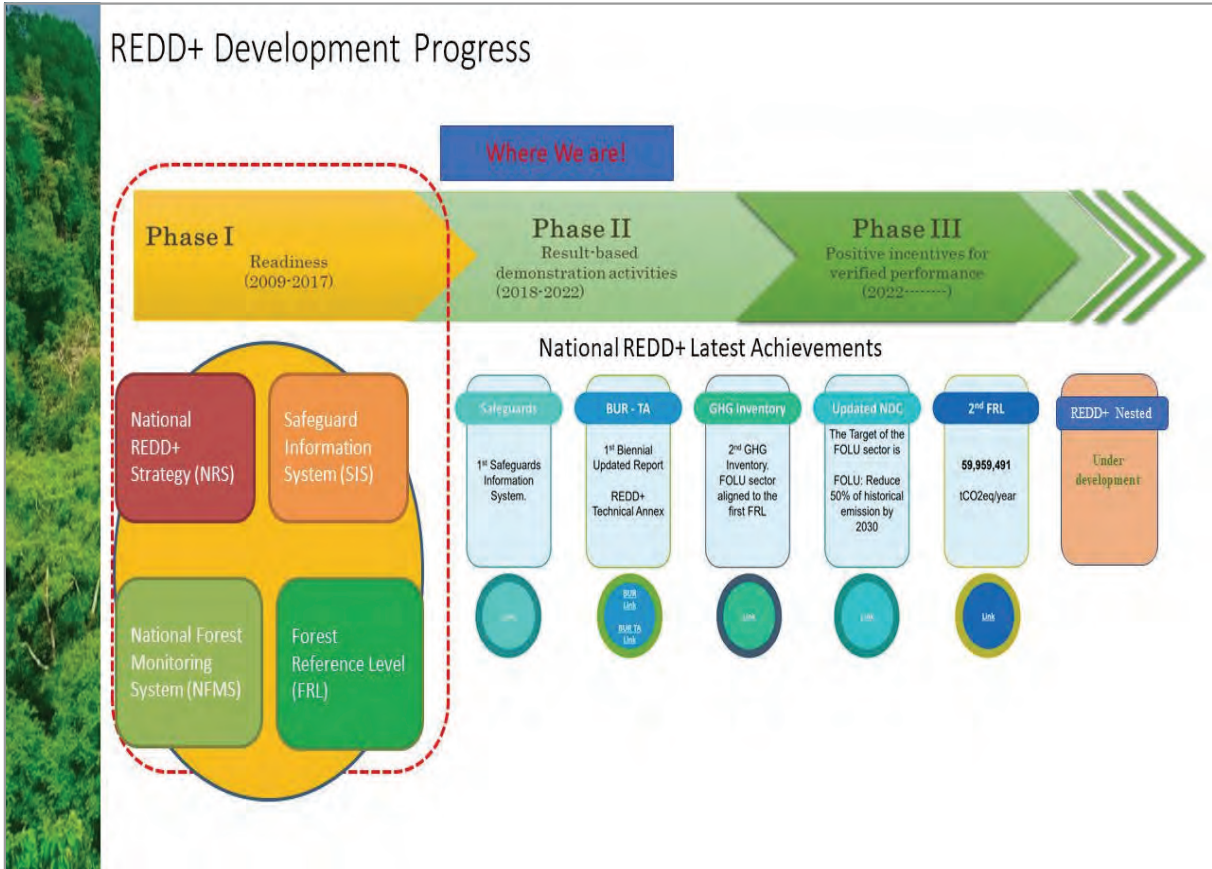 REDD+ Development Progress
Where We are!
Phase I
Readiness
(2009-2017)
Phase II
Result-based
demonstration activities
(2018-2022)
Phase III
Positive incentives for
verified performance
(2022--------)
National REDD+ Latest Achievements
National
REDD+
Strategy (NRS)
Safeguard
Information
System (SIS)
National Forest
Monitoring
System (NFMS)
Forest
Reference Level
(FRL)
Safeguards
1st Safeguards
Information
System.
BUR - TA
1st Biennial
Updated Report
REDD+
Technical Annex
BUR
Link
BUR TA
Link
GHG Inventory
2nd GHG
Inventory.
FOLU sector
aligned to the
first FRL
Link
Updated NDC
The Target of the
FOLU sector is
FOLU: Reduce
50% of historical
emission by
2030
Link
2nd FRL
59,959,491
tCO2eq/year
Link
REDD+ Nested
Under
development